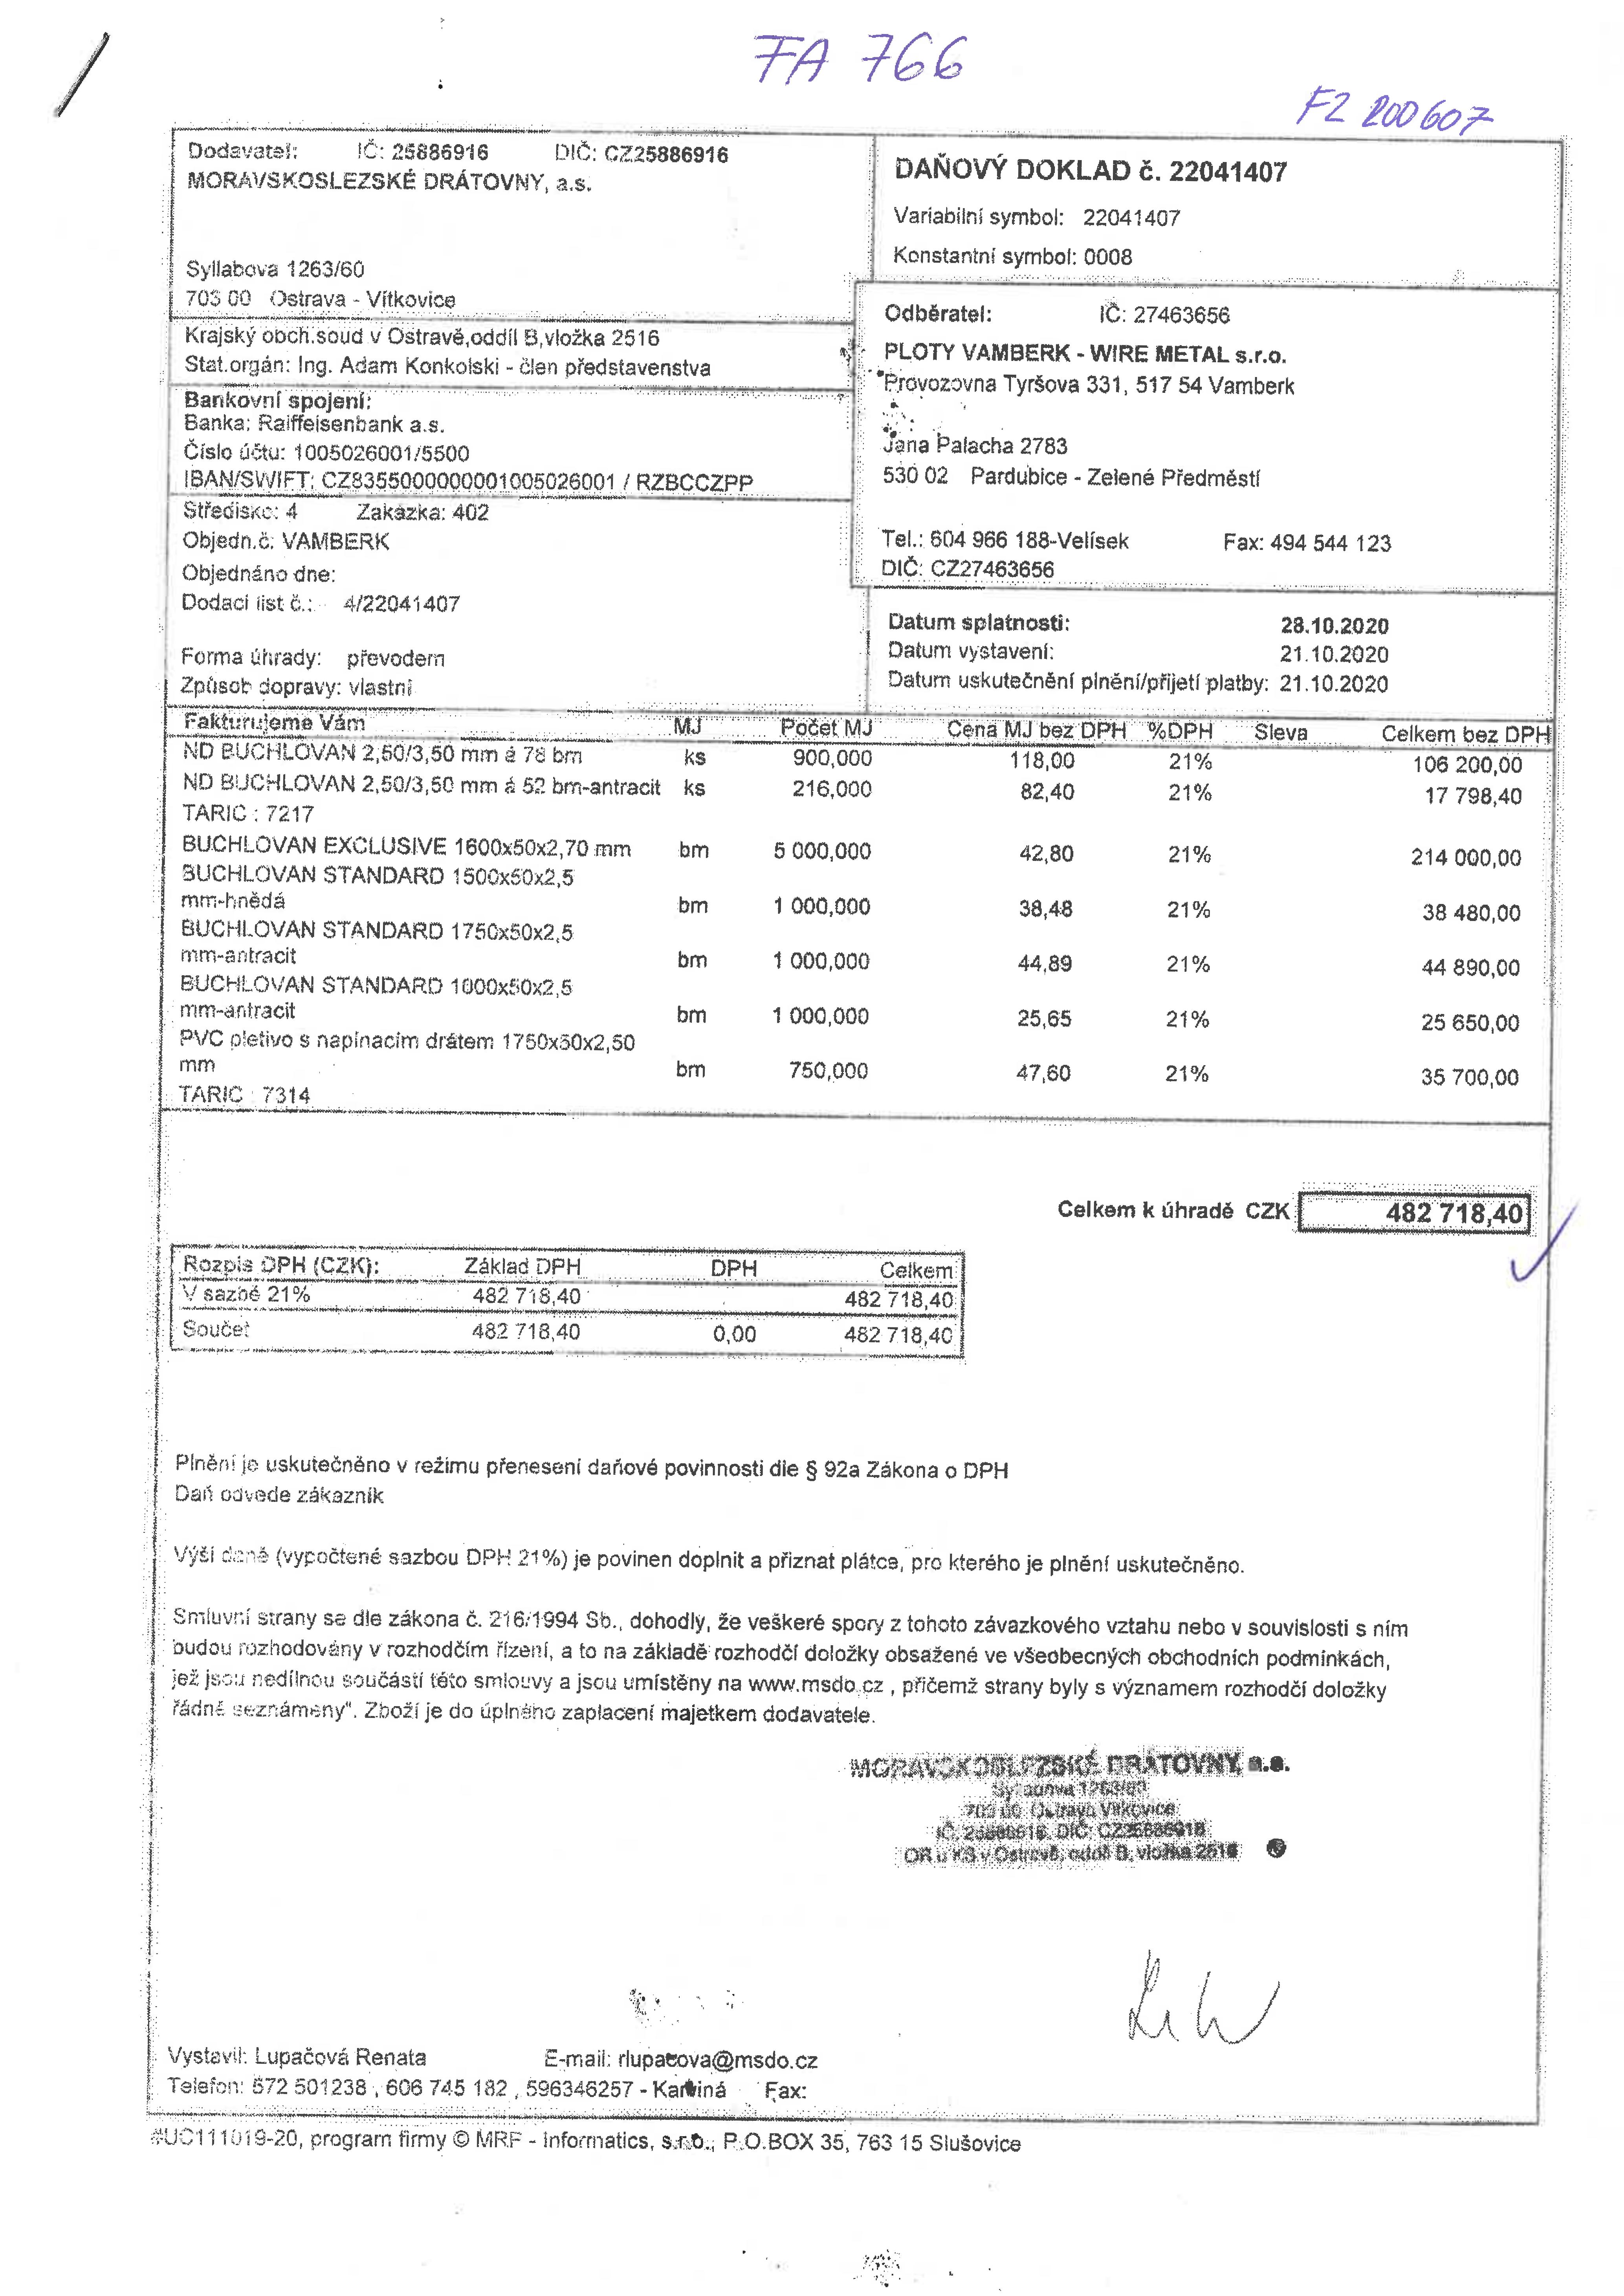 FA 766
FZ 200607
Dodavatel: IČ: 25886916 DIČ: CZ25886916
MORAVSKOSLEZSKÉ DRÁTOVNY, a.s.
Syllabova 1263/60
703 00 Ostrava - Vítkovice
Krajský obch.soud v Ostravě,oddíl B,vložka 2516
Stat.orgán: Ing. Adam Konkolski - člen představenstva
Bankovní spojení:
Banka: Raiffeisenbank a.s.
Číslo účtu: 1005026001/5500
IBAN/SWIFT: CZ8355000000001005026001 / RZBCCZPP
Středisko: 4 Zakázka: 402
Objedn.č: VAMBERK
Objednáno dne:
Dodací list č.: 4/22041407
Forma úhrady: převodem
Způsob dopravy: vlastní
DAŇOVÝ DOKLAD č. 22041407
Variabilní symbol: 22041407
Konstantní symbol: 0008
Odběratel: IČ: 27463656
PLOTY VAMBERK - WIRE METAL s.r.o.
Provozovna Tyršova 331, 517 54 Vamberk
Jana Palacha 2783
530 02 Pardubice - Zelené Předměstí
Tel.: 604 966 188-Velísek Fax: 494 544 123
DIČ: CZ27463656
Datum splatnosti: 28.10.2020
Datum vystavení: 21.10.2020
Datum uskutečnění plnění/přijetí platby: 21.10.2020
Fakturujeme Vám MJ Počet MJ Cena MJ bez DPH %DPH Sleva Celkem bez DPH
ND BUCHLOVAN 2,50/3,50 mm á 78 bm ks 900,000 118,00 21% 106 200,00
ND BUCHLOVAN 2,50/3,50 mm á 52 bm-antracit ks 216,000 82,40 21% 17 798,40
TARIC : 7217
BUCHLOVAN EXCLUSIVE 1600x50x2,70 mm bm 5 000,000 42,80 21% 214 000,00
BUCHLOVAN STANDARD 1500x50x2,5
mm-hnědá bm 1 000,000 38,48 21% 38 480,00
BUCHLOVAN STANDARD 1750x50x2,5
mm-antracit bm 1 000,000 44,89 21% 44 890,00
BUCHLOVAN STANDARD 1000x50x2,5
mm-antracit bm 1 000,000 25,65 21% 25 650,00
PVC pletivo s napínacím drátem 1750x50x2,50
mm bm 750,000 47,60 21% 35 700,00
TARIC : 7314
Celkem k úhradě CZK 482 718,40
Rozpis DPH (CZK): Základ DPH DPH Celkem
V sazbě 21% 482 718,40 482 718,40
Součet 482 718,40 0,00 482 718,40
Plnění je uskutečněno v režimu přenesení daňové povinnosti dle § 92a Zákona o DPH
Daň odvede zákazník
Výši daně (vypočtené sazbou DPH 21%) je povinen doplnit a přiznat plátce, pro kterého je plnění uskutečněno.
Smluvní strany se dle zákona č. 216/1994 Sb., dohodly, že veškeré spory z tohoto závazkového vztahu nebo v souvislosti s ním
budou rozhodovány v rozhodčím řízení, a to na základě rozhodčí doložky obsažené ve všeobecných obchodních podmínkách,
jež jsou nedílnou součástí této smlouvy a jsou umístěny na www.msdo.cz , přičemž strany byly s významem rozhodčí doložky
řádně seznámeny". Zboží je do úplného zaplacení majetkem dodavatele.
MORAVSKOSLEZSKÉ DRÁTOVNY, a.s.
Syllabova 1263/60
703 00 Ostrava Vítkovice
IČ: 25886916, DIČ: CZ25886916
OR u KS v Ostravě, oddíl B, vložka 2516
Vystavil: Lupačová Renata E-mail: rlupacova@msdo.cz
Telefon: 572 501238 , 606 745 182 , 596346257 - Karviná Fax:
#UC111019-20, program firmy © MRF - Informatics, s.r.o., P.O.BOX 35, 763 15 Slušovice